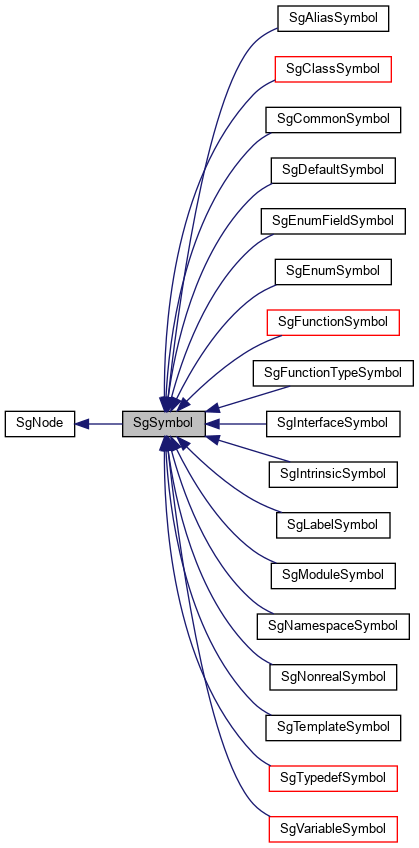 SgAliasSymbol
SgClassSymbol
SgCommonSymbol
SgDefaultSymbol
SgEnumFieldSymbol
SgEnumSymbol
SgFunctionSymbol
SgFunctionTypeSymbol
SgNode
SgSymbol
SgInterfaceSymbol
SgIntrinsicSymbol
SgLabelSymbol
SgModuleSymbol
SgNamespaceSymbol
SgNonrealSymbol
SgTemplateSymbol
SgTypedefSymbol
SgVariableSymbol